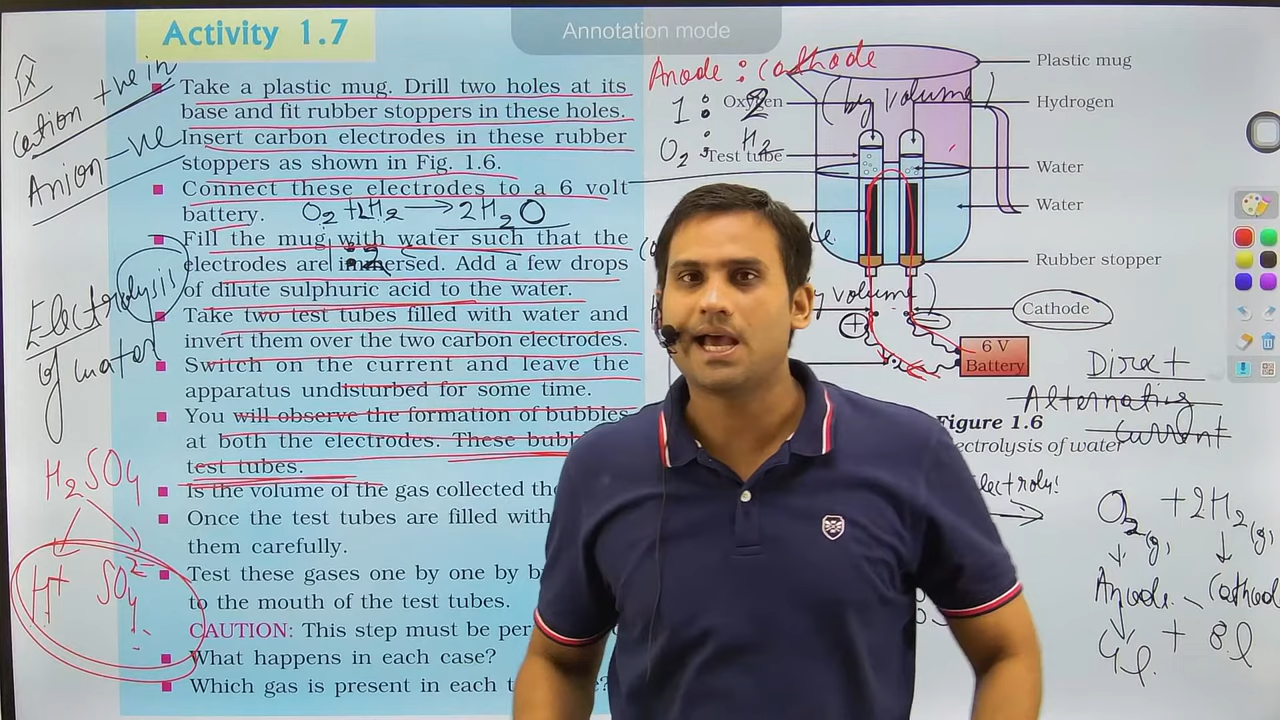 Annotation mode
Activity 1.7
Take a plastic mug. Drill two holes at its
base and fit rubber stoppers in these holes.
Insert carbon electrodes in these rubber
stoppers as shown in Fig. 1.6.
Connect these electrodes to a 6 volt
battery.
O₂ + 2H₂ → 2H₂O
Fill the mug with water such that the
electrodes are immersed. Add a few drops
of dilute sulphuric acid to the water.
Take two test tubes filled with water and
invert them over the two carbon electrodes.
Switch on the current and leave the
apparatus undisturbed for some time.
You will observe the formation of bubbles
at both the electrodes. These
test tubes.
Is the volume of the gas collected
Once the test tubes are filled with
them carefully.
Test these gases one by one by
to the mouth of the test tubes.
CAUTION: This step must be
What happens in each case?
Which gas is present in each
cation +ve in
Anion -ve
Electrolysis
of water
H₂SO₄
H⁺ SO₄²⁻
Anode : cathode
1 : 2
O₂ : H₂
(by volume)
Oxygen
Test tube
Plastic mug
Hydrogen
Water
Water
Rubber stopper
volume)
Cathode
+ −
6 V
Battery
Direct
Alternating
current
Figure 1.6
ectrolysis of water
O₂(g) + 2H₂(g)
Anode - Cathod
4l + 8l